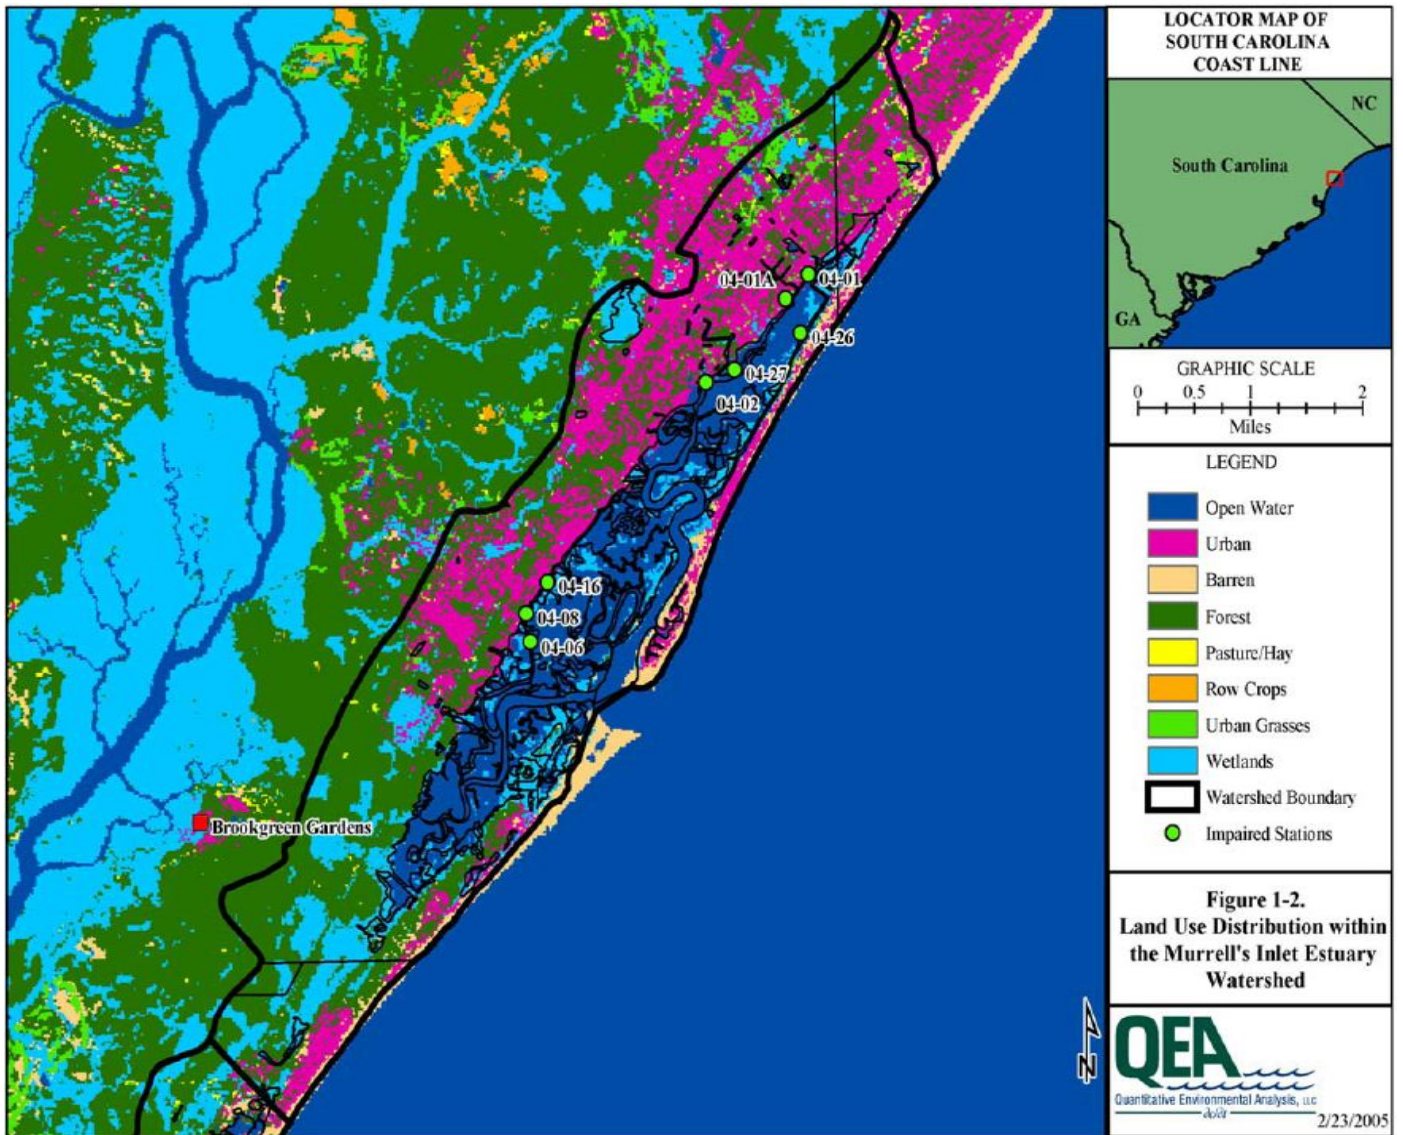 LOCATOR MAP OF
SOUTH CAROLINA
COAST LINE
NC
South Carolina
GA
GRAPHIC SCALE
0 0.5 1 2
Miles
LEGEND
Open Water
Urban
Barren
Forest
Pasture/Hay
Row Crops
Urban Grasses
Wetlands
Watershed Boundary
Impaired Stations
Figure 1-2.
Land Use Distribution within
the Murrell's Inlet Estuary
Watershed
QEA
Quantitative Environmental Analysis, LLC
2/23/2005
04-01A
04-01
04-26
04-27
04-02
04-16
04-08
04-06
Brookgreen Gardens
N